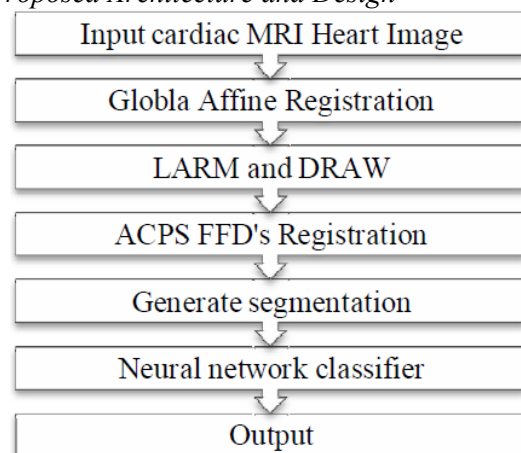 roposed Architecture and Design
Input cardiac MRI Heart Image
Globla Affine Registration
LARM and DRAW
ACPS FFD's Registration
Generate segmentation
Neural network classifier
Output